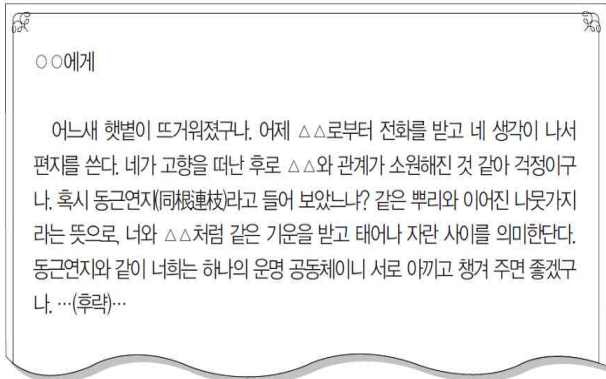 ○○에게
어느새 햇볕이 뜨거워졌구나. 어제 △△로부터 전화를 받고 네 생각이 나서
편지를 쓴다. 네가 고향을 떠난 후로 △△와 관계가 소원해진 것 같아 걱정이구
나. 혹시 동근연지(同根連枝)라고 들어 보았느냐? 같은 뿌리와 이어진 나뭇가지
라는 뜻으로, 너와 △△처럼 같은 기운을 받고 태어나 자란 사이를 의미한단다.
동근연지와 같이 너희는 하나의 운명 공동체이니 서로 아끼고 챙겨 주면 좋겠구
나. …(후략)…